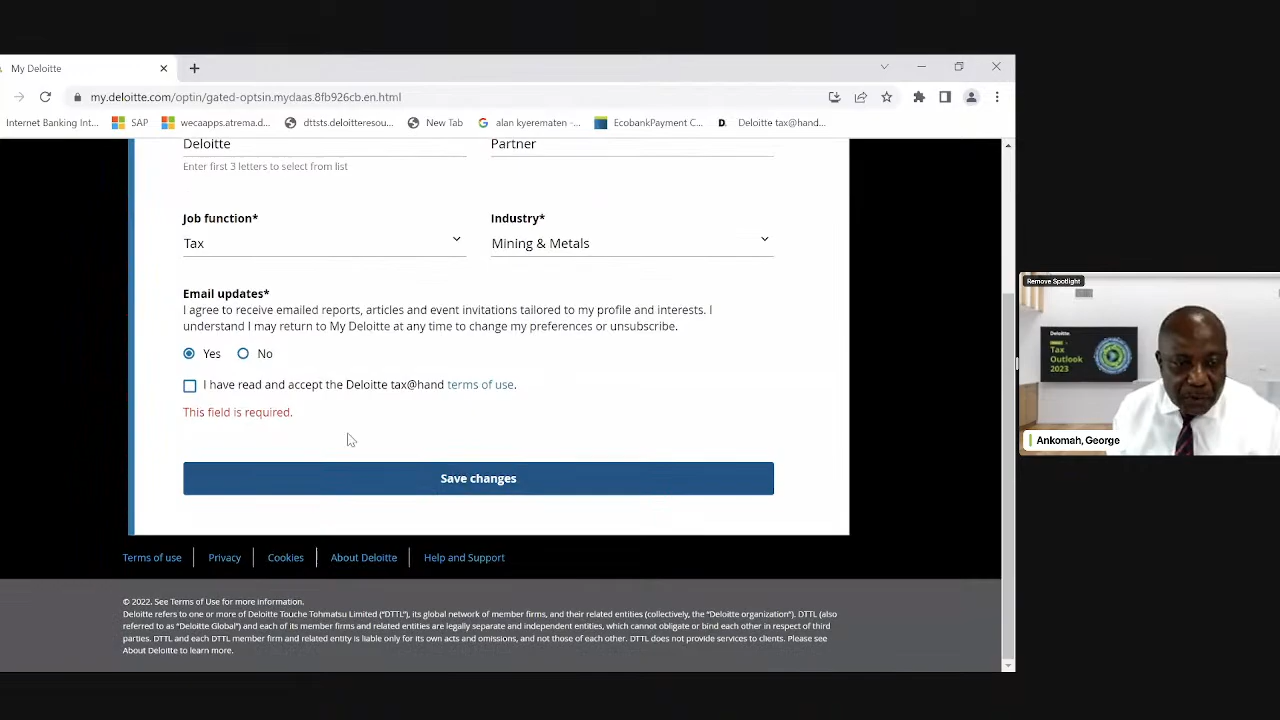 My Deloitte
my.deloitte.com/optin/gated-optsin.mydaas.8fb926cb.en.html
Internet Banking Int...
SAP
wecaapps.atrema.d...
dttsts.deloitteresou...
New Tab
alan kyerematen -...
EcobankPayment C...
D.
Deloitte tax@hand...
Deloitte
Partner
Enter first 3 letters to select from list
Job function*
Industry*
Tax
Mining & Metals
Email updates*
I agree to receive emailed reports, articles and event invitations tailored to my profile and interests. I
understand I may return to My Deloitte at any time to change my preferences or unsubscribe.
Yes
No
I have read and accept the Deloitte tax@hand terms of use.
This field is required.
Save changes
Terms of use
Privacy
Cookies
About Deloitte
Help and Support
© 2022. See Terms of Use for more information.
Deloitte refers to one or more of Deloitte Touche Tohmatsu Limited ("DTTL"), its global network of member firms, and their related entities (collectively, the "Deloitte organization"). DTTL (also
referred to as "Deloitte Global") and each of its member firms and related entities are legally separate and independent entities, which cannot obligate or bind each other in respect of third
parties. DTTL and each DTTL member firm and related entity is liable only for its own acts and omissions, and not those of each other. DTTL does not provide services to clients. Please see
About Deloitte to learn more.
Remove Spotlight
Deloitte.
Tax
Outlook
2023
Ankomah, George